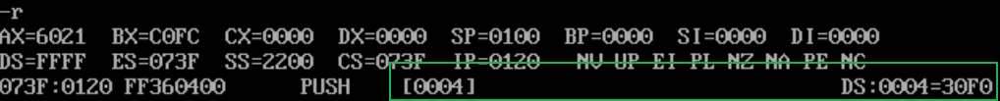 -r
AX=6021 BX=C0FC CX=0000 DX=0000 SP=0100 BP=0000 SI=0000 DI=0000
DS=FFFF ES=073F SS=2200 CS=073F IP=0120 NV UP EI PL NZ NA PE NC
073F:0120 FF360400 PUSH [0004] DS:0004=30F0